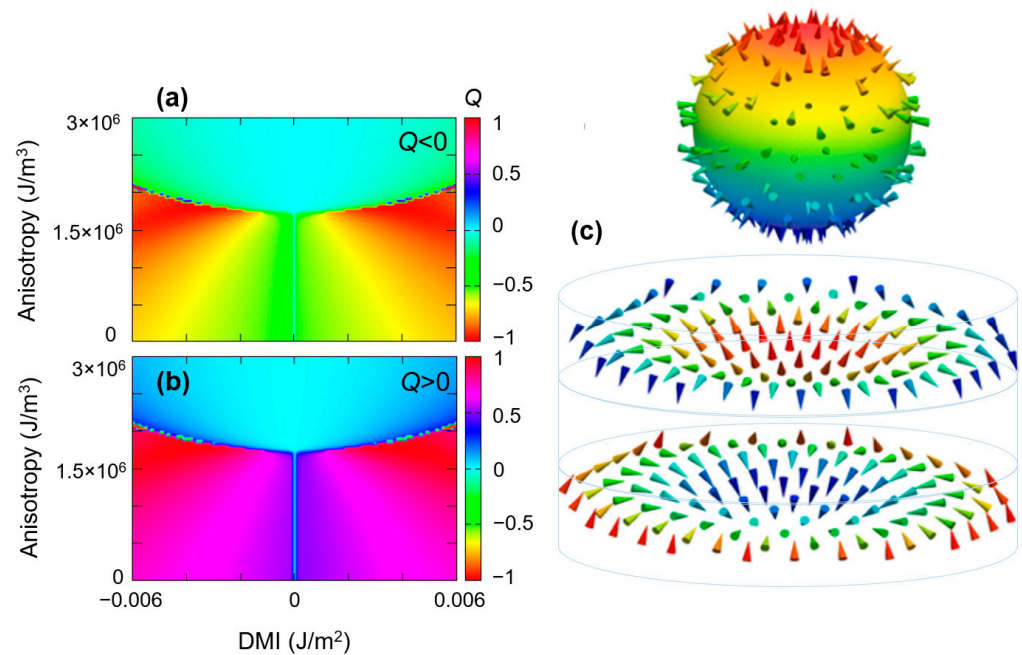 (a)
Q
3×10⁶
1.5×10⁶
0
Anisotropy (J/m³)
Q<0
1
0.5
0
−0.5
−1
(b)
3×10⁶
1.5×10⁶
0
Anisotropy (J/m³)
Q>0
1
0.5
0
−0.5
−1
−0.006
0
0.006
DMI (J/m²)
(c)